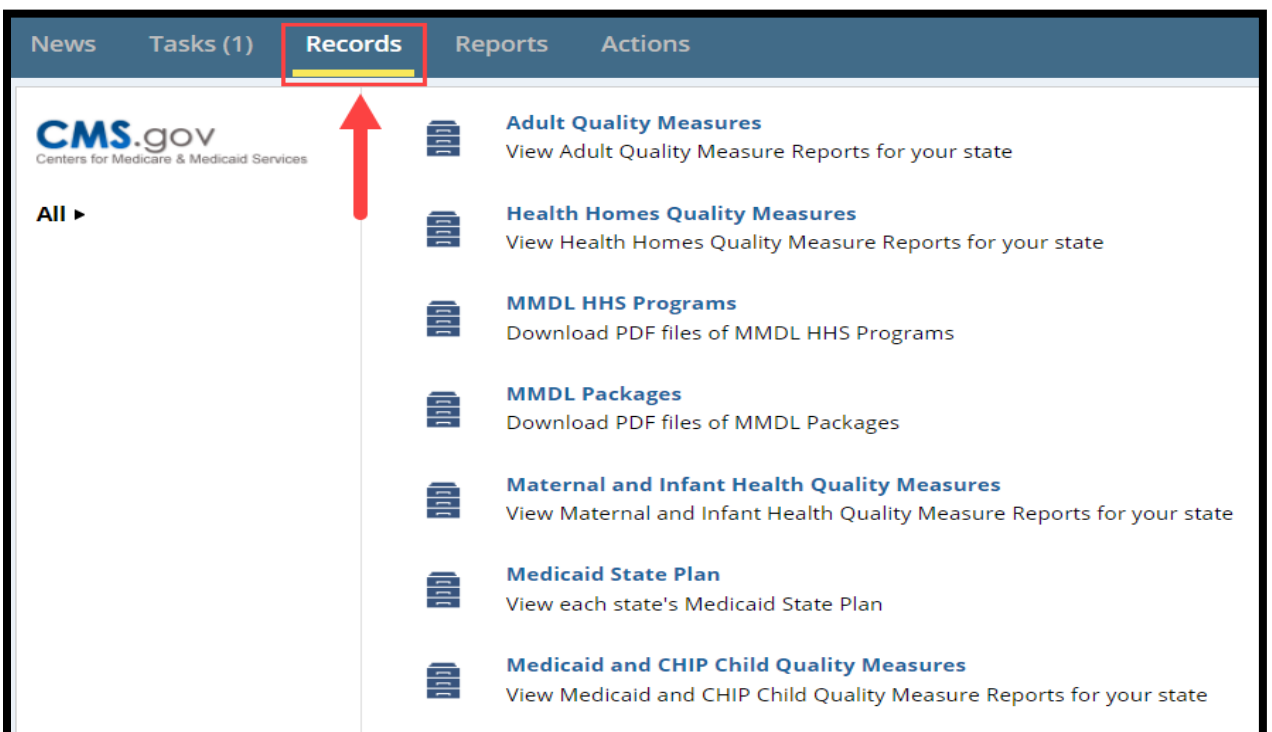 News Tasks (1) Records Reports Actions
CMS.gov
Centers for Medicare & Medicaid Services
All ▸
Adult Quality Measures
View Adult Quality Measure Reports for your state
Health Homes Quality Measures
View Health Homes Quality Measure Reports for your state
MMDL HHS Programs
Download PDF files of MMDL HHS Programs
MMDL Packages
Download PDF files of MMDL Packages
Maternal and Infant Health Quality Measures
View Maternal and Infant Health Quality Measure Reports for your state
Medicaid State Plan
View each state's Medicaid State Plan
Medicaid and CHIP Child Quality Measures
View Medicaid and CHIP Child Quality Measure Reports for your state